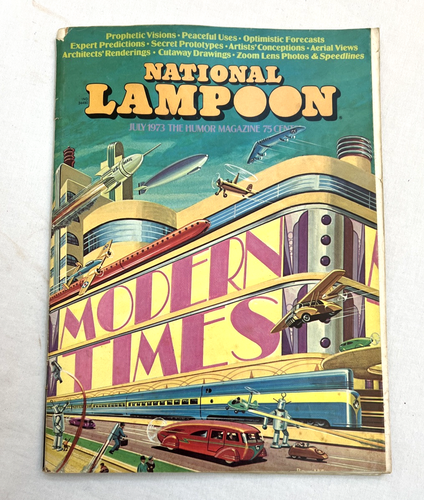 Prophetic Visions • Peaceful Uses • Optimistic Forecasts
Expert Predictions • Secret Prototypes • Artists' Conceptions • Aerial Views
Architects' Renderings • Cutaway Drawings • Zoom Lens Photos & Speedlines
NATIONAL
LAMPOON
JULY 1973 THE HUMOR MAGAZINE 75 CENTS
MODERN
TIMES